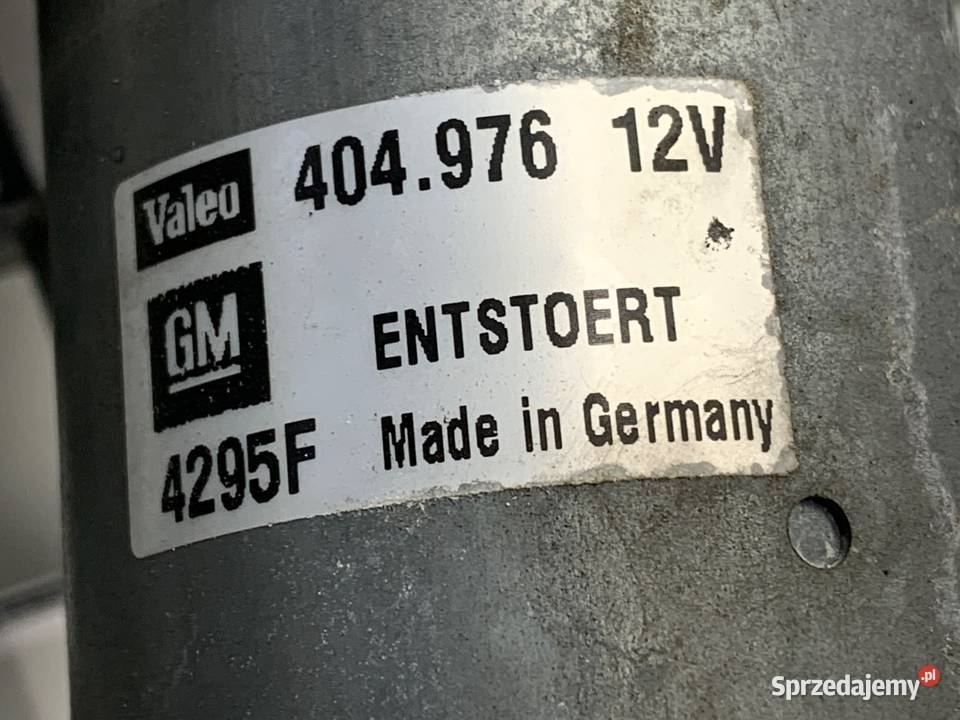 Valeo 404.976 12V
GM ENTSTOERT
4295F Made in Germany
Sprzedajemy.pl